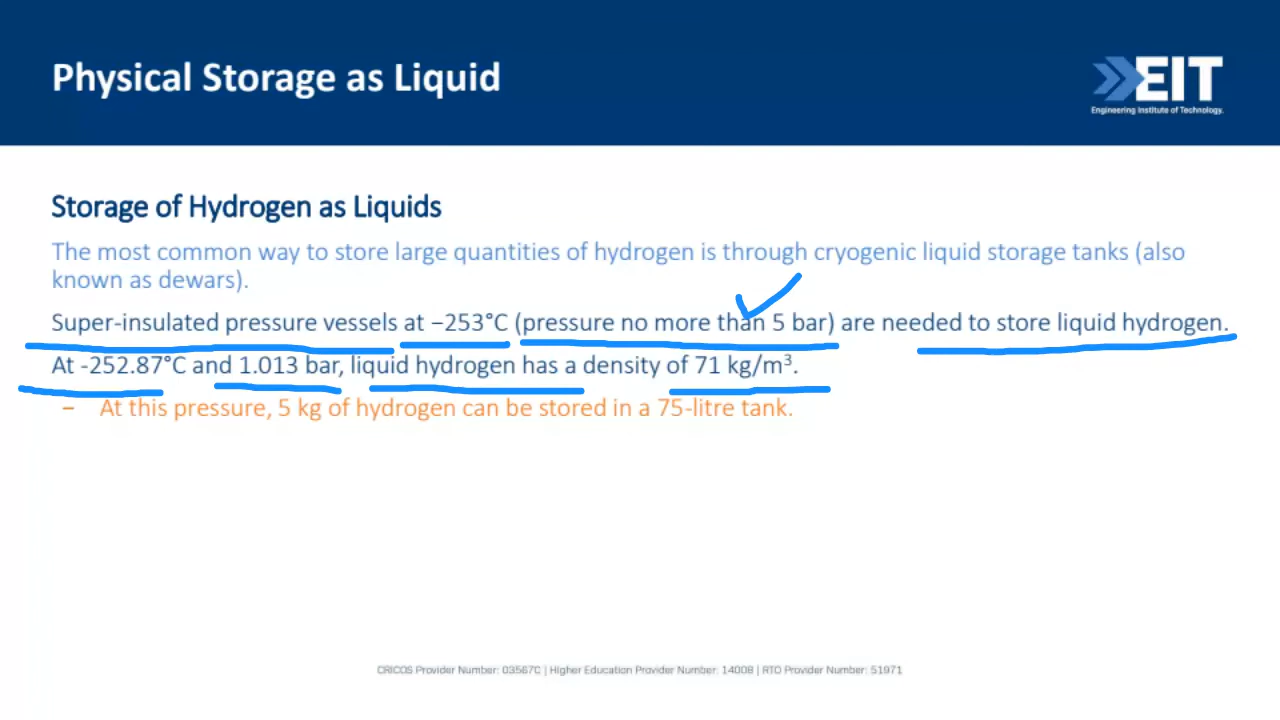 Physical Storage as Liquid
EIT
Engineering Institute of Technology.
Storage of Hydrogen as Liquids
The most common way to store large quantities of hydrogen is through cryogenic liquid storage tanks (also
known as dewars).
Super-insulated pressure vessels at −253°C (pressure no more than 5 bar) are needed to store liquid hydrogen.
At -252.87°C and 1.013 bar, liquid hydrogen has a density of 71 kg/m³.
− At this pressure, 5 kg of hydrogen can be stored in a 75-litre tank.
CRICOS Provider Number: 03567C | Higher Education Provider Number: 14008 | RTO Provider Number: 51971